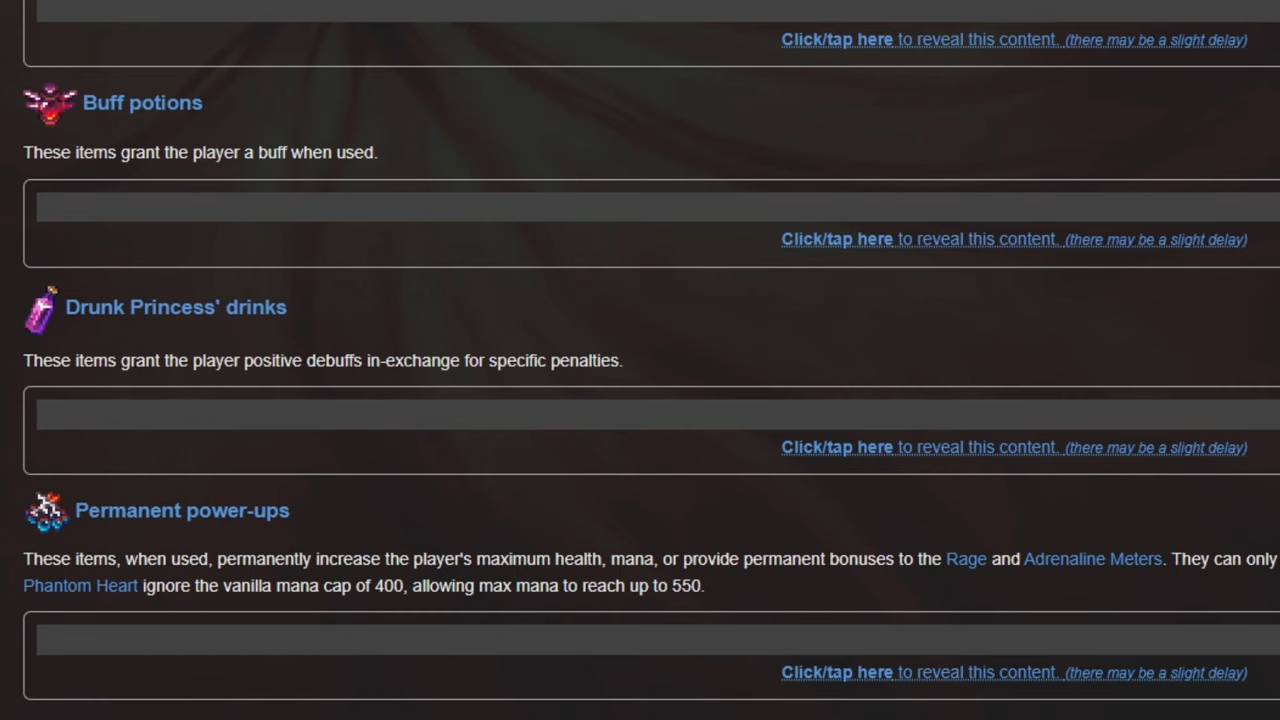 Click/tap here to reveal this content. (there may be a slight delay)
Buff potions
These items grant the player a buff when used.
Click/tap here to reveal this content. (there may be a slight delay)
Drunk Princess' drinks
These items grant the player positive debuffs in-exchange for specific penalties.
Click/tap here to reveal this content. (there may be a slight delay)
Permanent power-ups
These items, when used, permanently increase the player's maximum health, mana, or provide permanent bonuses to the Rage and Adrenaline Meters. They can only
Phantom Heart ignore the vanilla mana cap of 400, allowing max mana to reach up to 550.
Click/tap here to reveal this content. (there may be a slight delay)